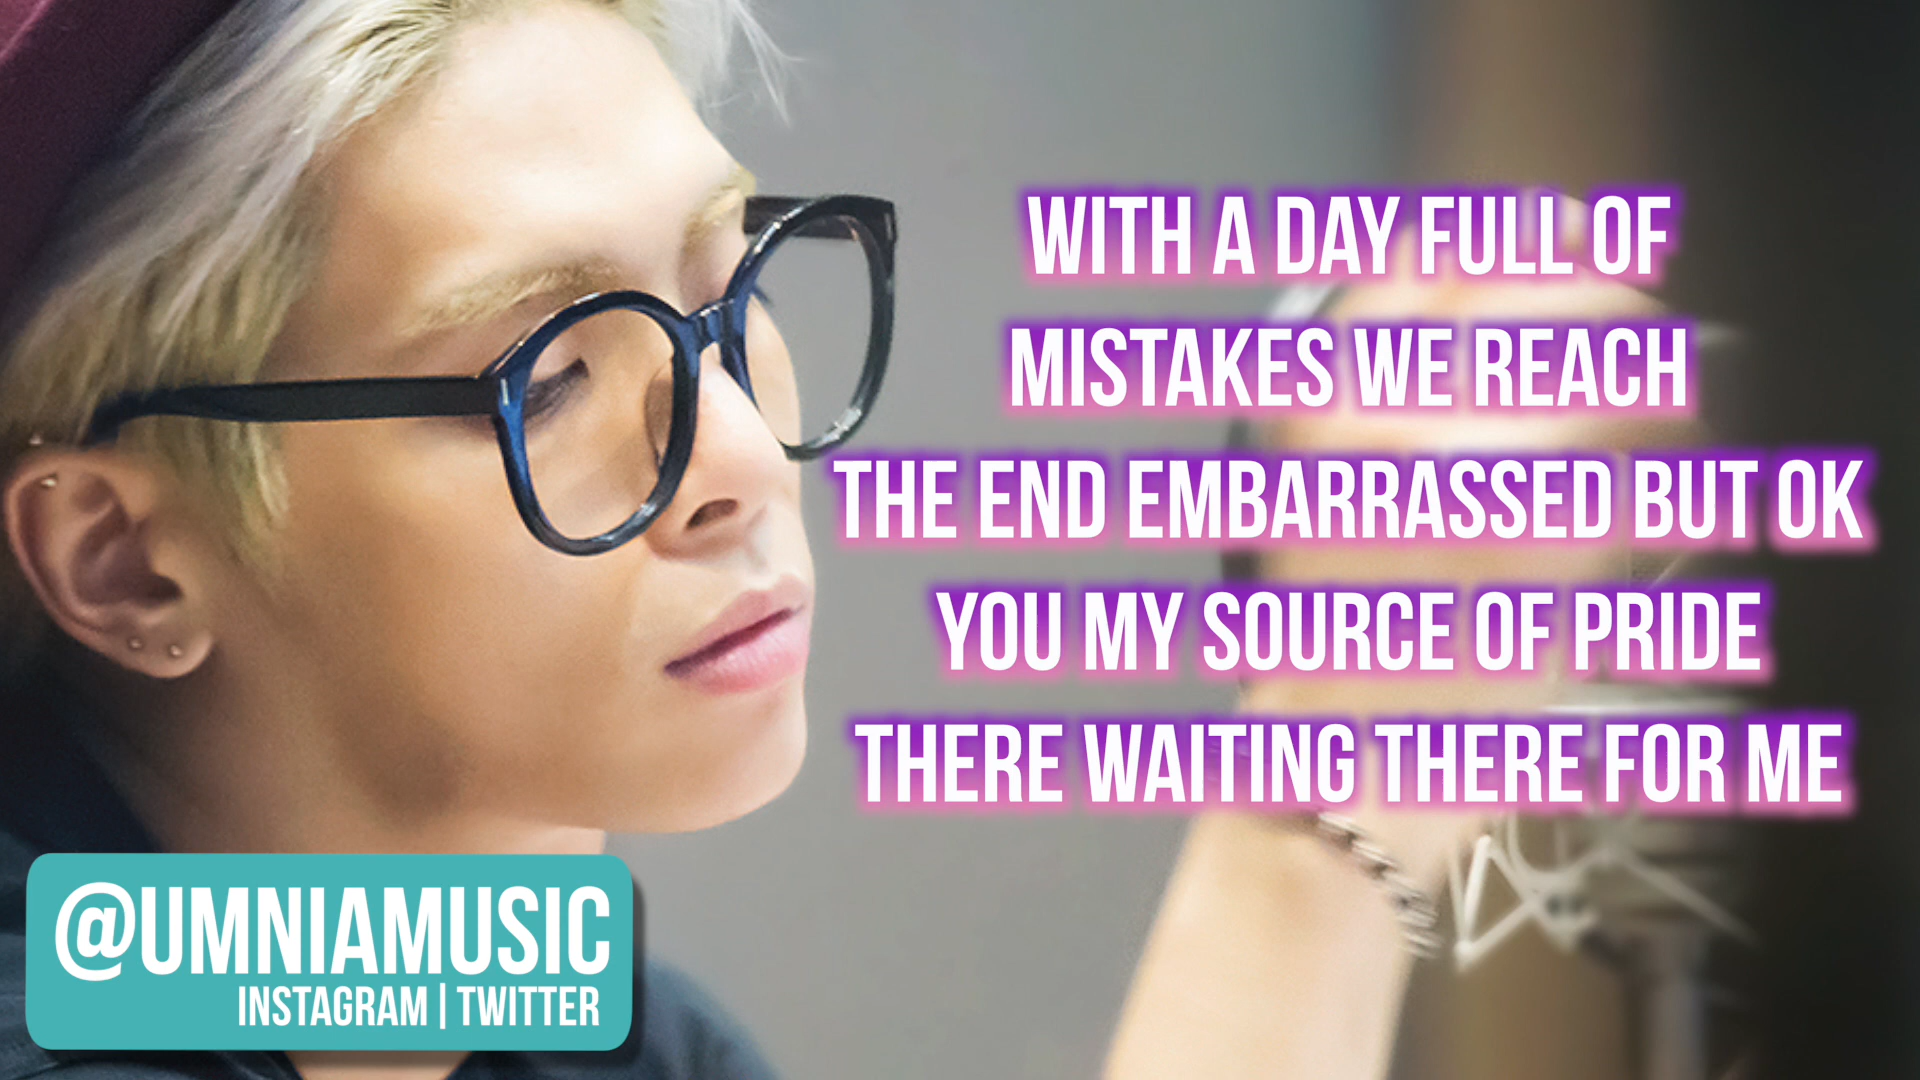 WITH A DAY FULL OF
MISTAKES WE REACH
THE END EMBARRASSED BUT OK
YOU MY SOURCE OF PRIDE
THERE WAITING THERE FOR ME
@UMNIAMUSIC
INSTAGRAM | TWITTER